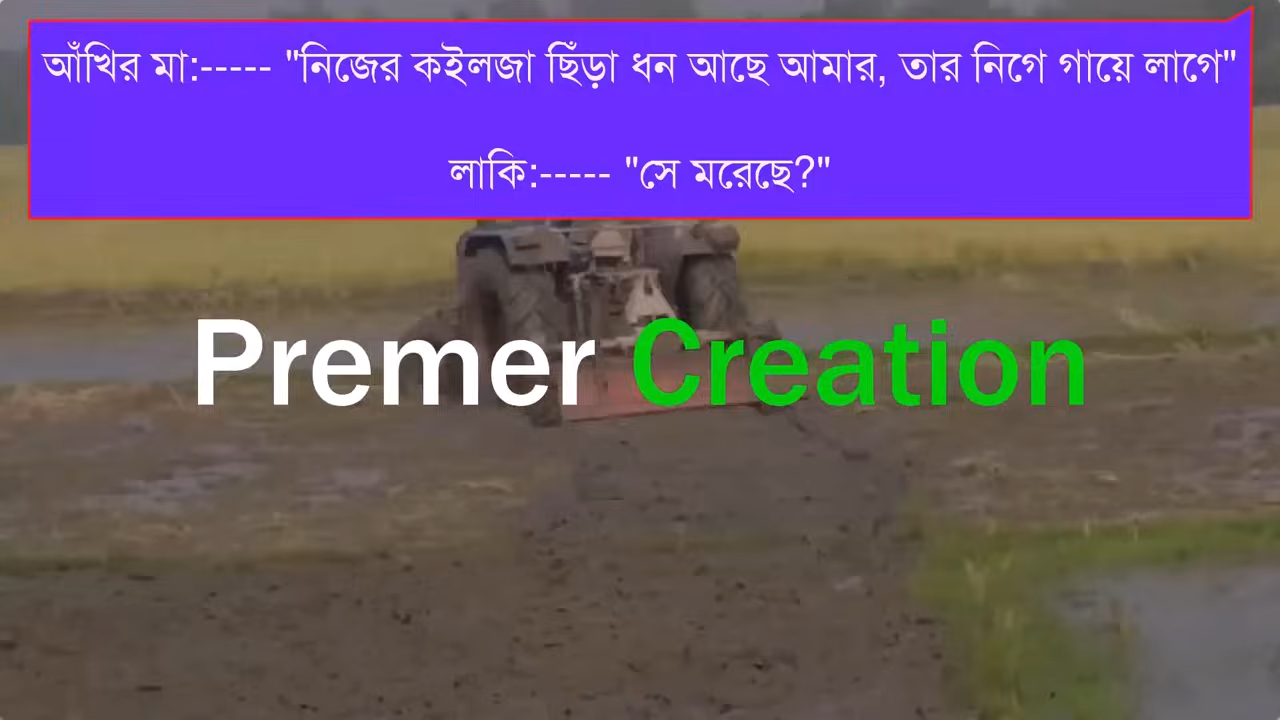 আঁখির মা:----- "নিজের কইলজা ছিঁড়া ধন আছে আমার, তার নিগে গায়ে লাগে"
লাকি:----- "সে মরেছে?"
Premer Creation